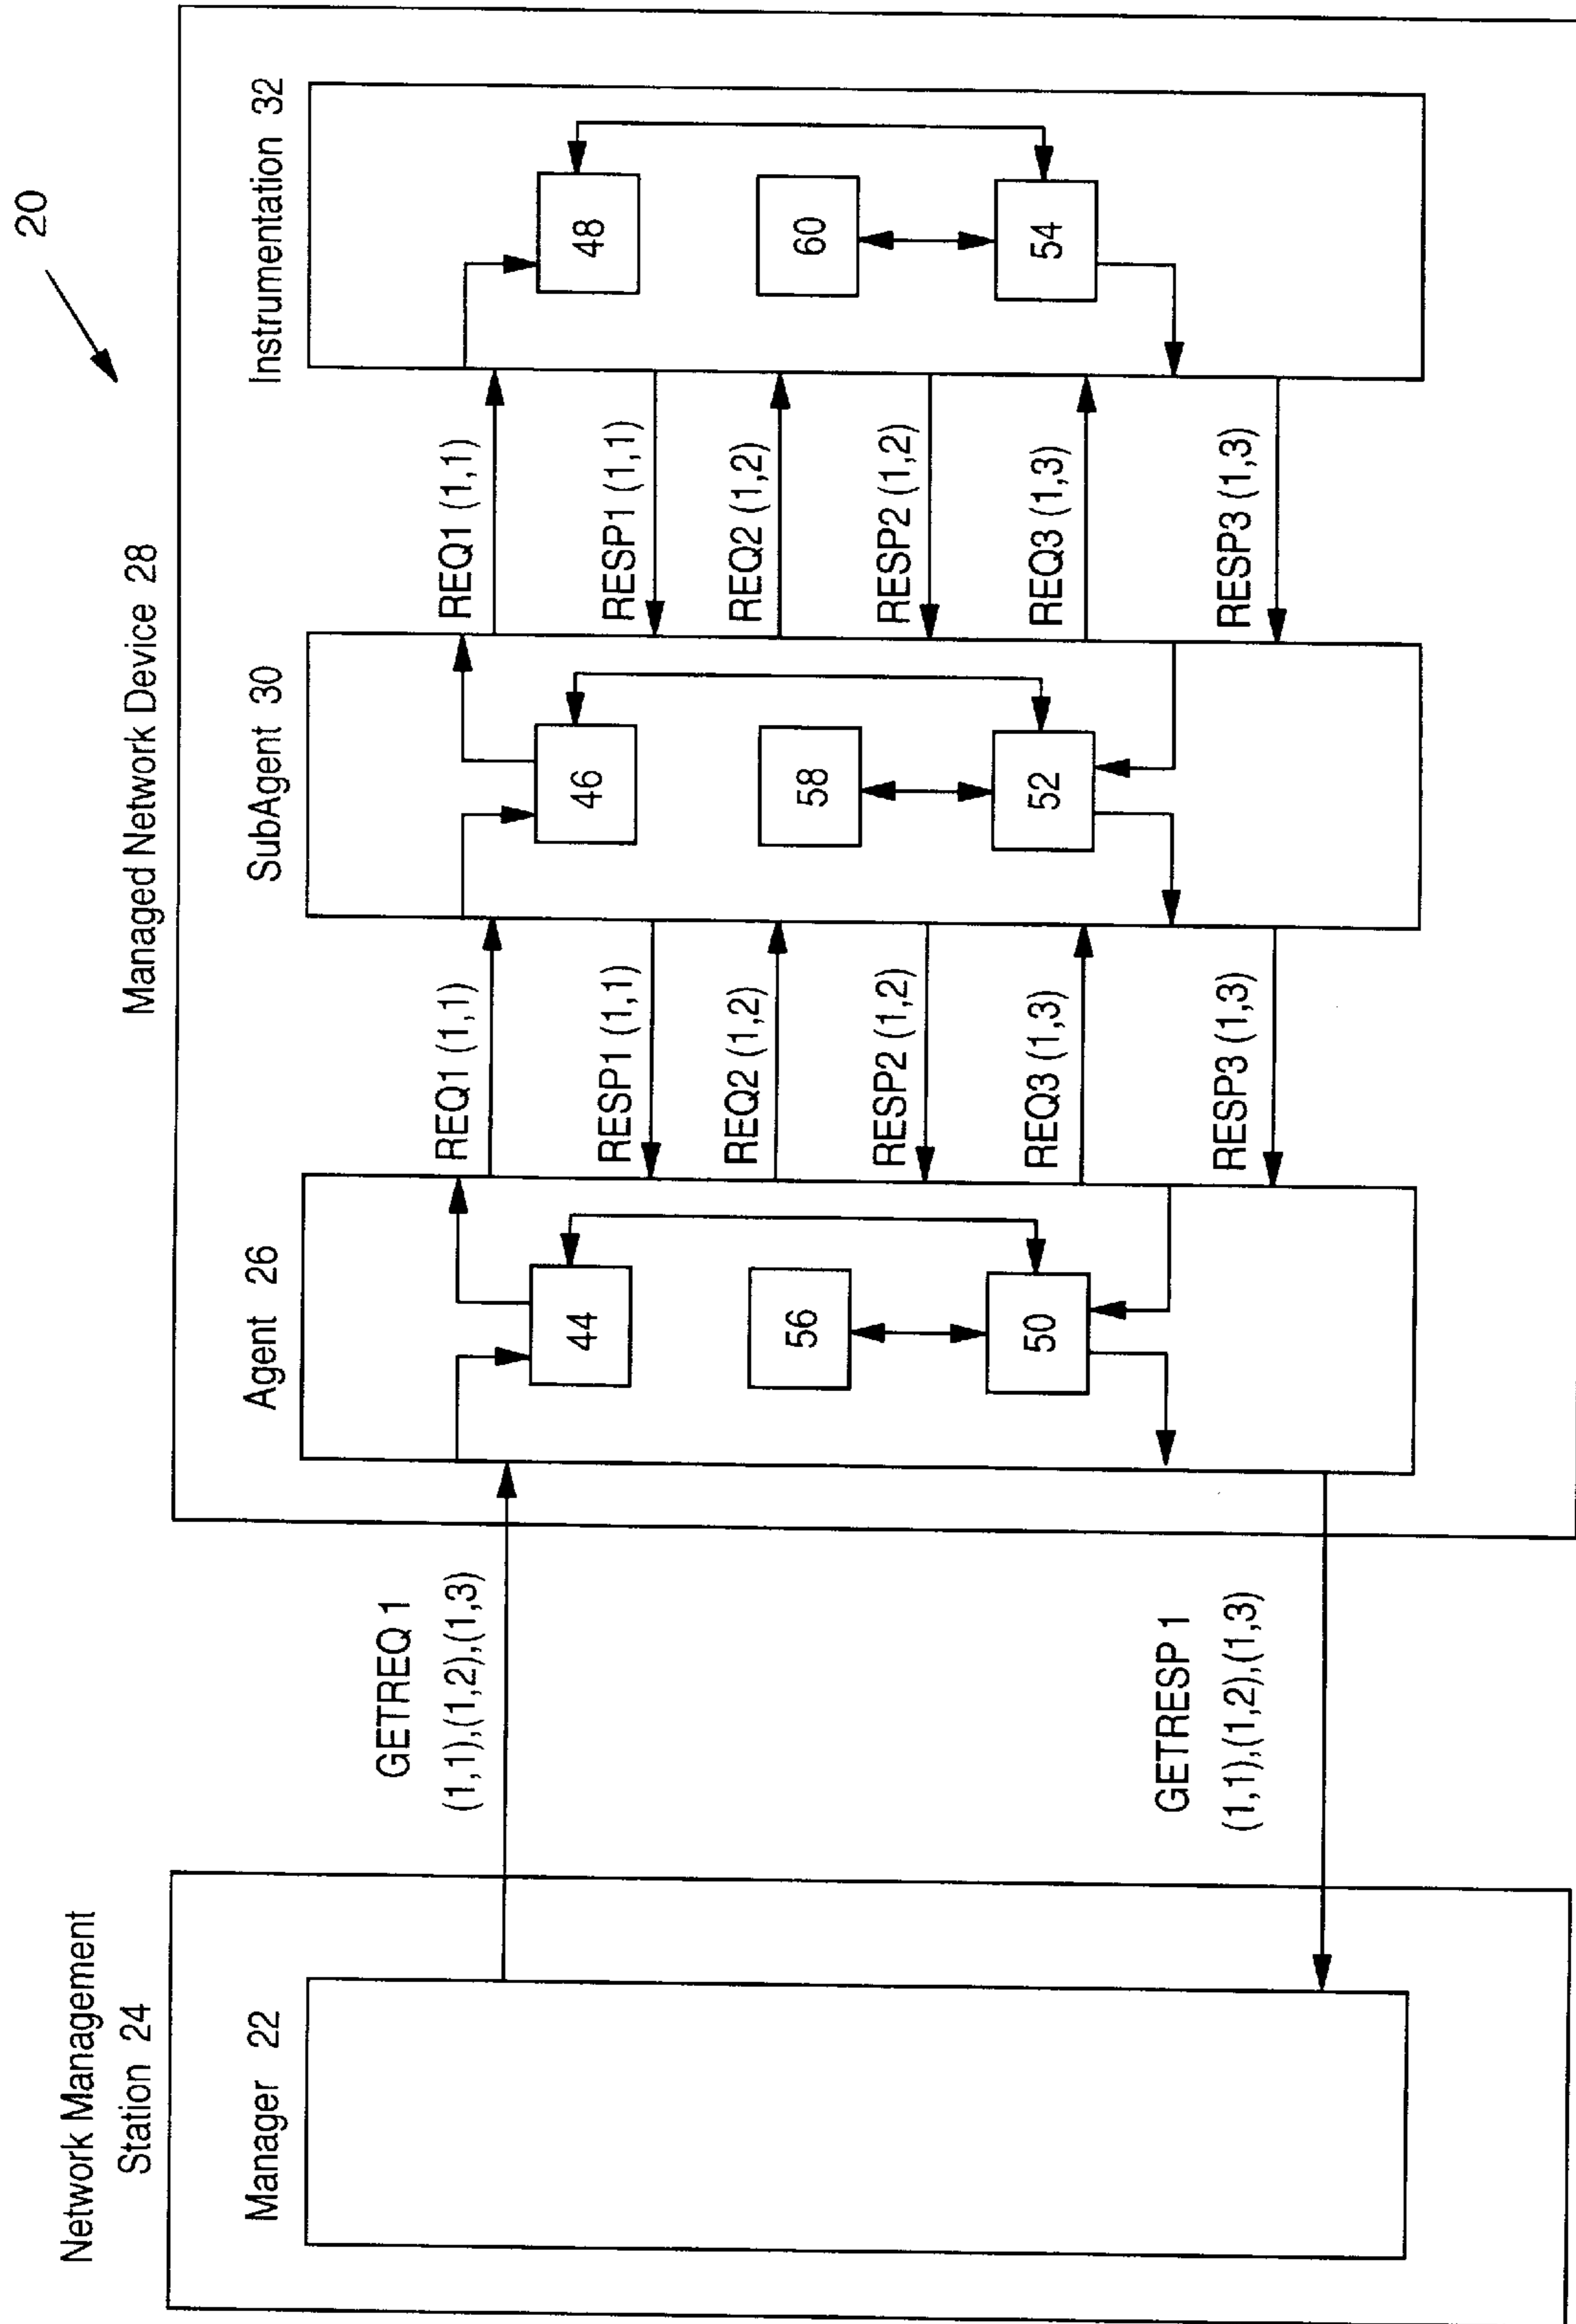 20
Network Management
Station 24
Managed Network Device 28
Manager 22
Agent 26
SubAgent 30
Instrumentation 32
GETREQ 1
(1,1),(1,2),(1,3)
GETRESP 1
(1,1),(1,2),(1,3)
44
56
50
REQ1 (1,1)
RESP1 (1,1)
REQ2 (1,2)
RESP2 (1,2)
REQ3 (1,3)
RESP3 (1,3)
46
58
52
REQ1 (1,1)
RESP1 (1,1)
REQ2 (1,2)
RESP2 (1,2)
REQ3 (1,3)
RESP3 (1,3)
48
60
54